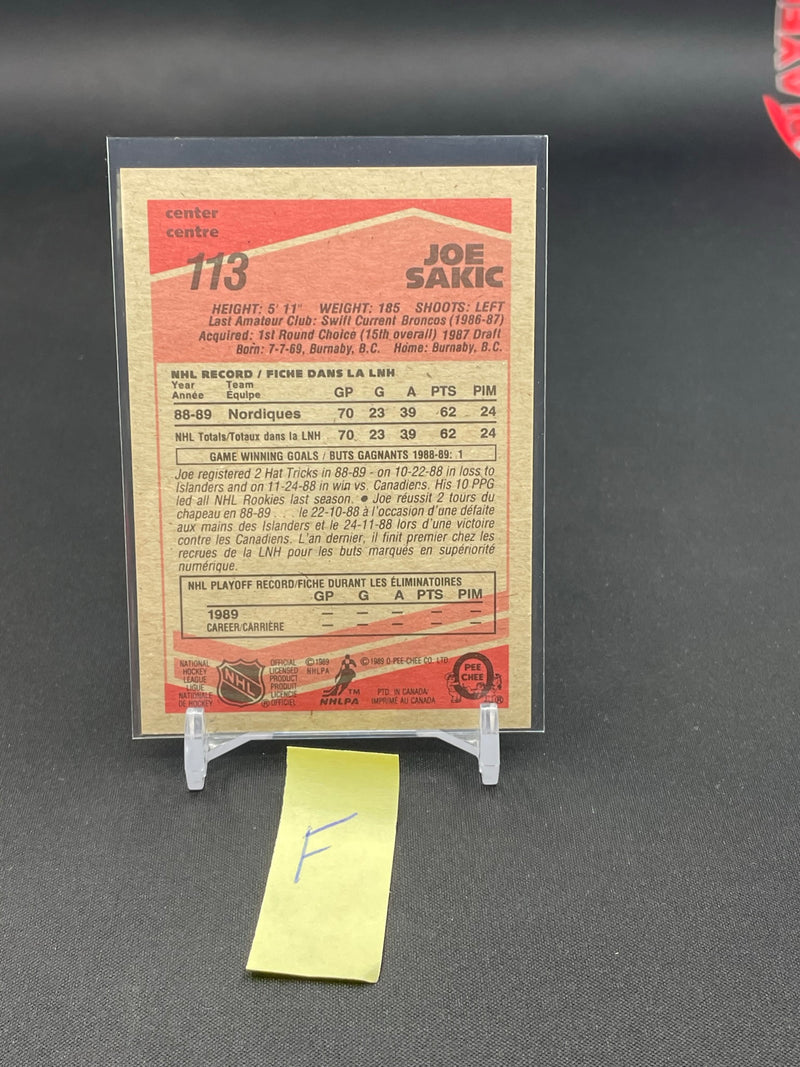 PLAYE
center
centre
113
JOE
SAKIC
HEIGHT: 5' 11" WEIGHT: 185 SHOOTS: LEFT
Last Amateur Club: Swift Current Broncos (1986-87)
Acquired: 1st Round Choice (15th overall) 1987 Draft
Born: 7-7-69, Burnaby, B.C. Home: Burnaby, B.C.
NHL RECORD / FICHE DANS LA LNH
Year Team
Année Équipe GP G A PTS PIM
88-89 Nordiques 70 23 39 62 24
NHL Totals/Totaux dans la LNH 70 23 39 62 24
GAME WINNING GOALS / BUTS GAGNANTS 1988-89: 1
Joe registered 2 Hat Tricks in 88-89 - on 10-22-88 in loss to
Islanders and on 11-24-88 in win vs. Canadiens. His 10 PPG
led all NHL Rookies last season. ● Joe réussit 2 tours du
chapeau en 88-89 . . . le 22-10-88 à l'occasion d'une défaite
aux mains des Islanders et le 24-11-88 lors d'une victoire
contre les Canadiens. L'an dernier, il finit premier chez les
recrues de la LNH pour les buts marqués en supériorité
numérique.
NHL PLAYOFF RECORD/FICHE DURANT LES ÉLIMINATOIRES
GP G A PTS PIM
1989 — — — — —
CAREER/CARRIÈRE — — — — —
NATIONAL
HOCKEY
LEAGUE
LIGUE
NATIONALE
DE HOCKEY
NHL
OFFICIAL
LICENSED
PRODUCT
PRODUIT
LICENCIÉ
®OFFICIEL
©1989
NHLPA
TM
NHLPA
©1989 O-PEE-CHEE CO. LTD
PTD. IN CANADA/
IMPRIMÉ AU CANADA
PEE
CHEE
F